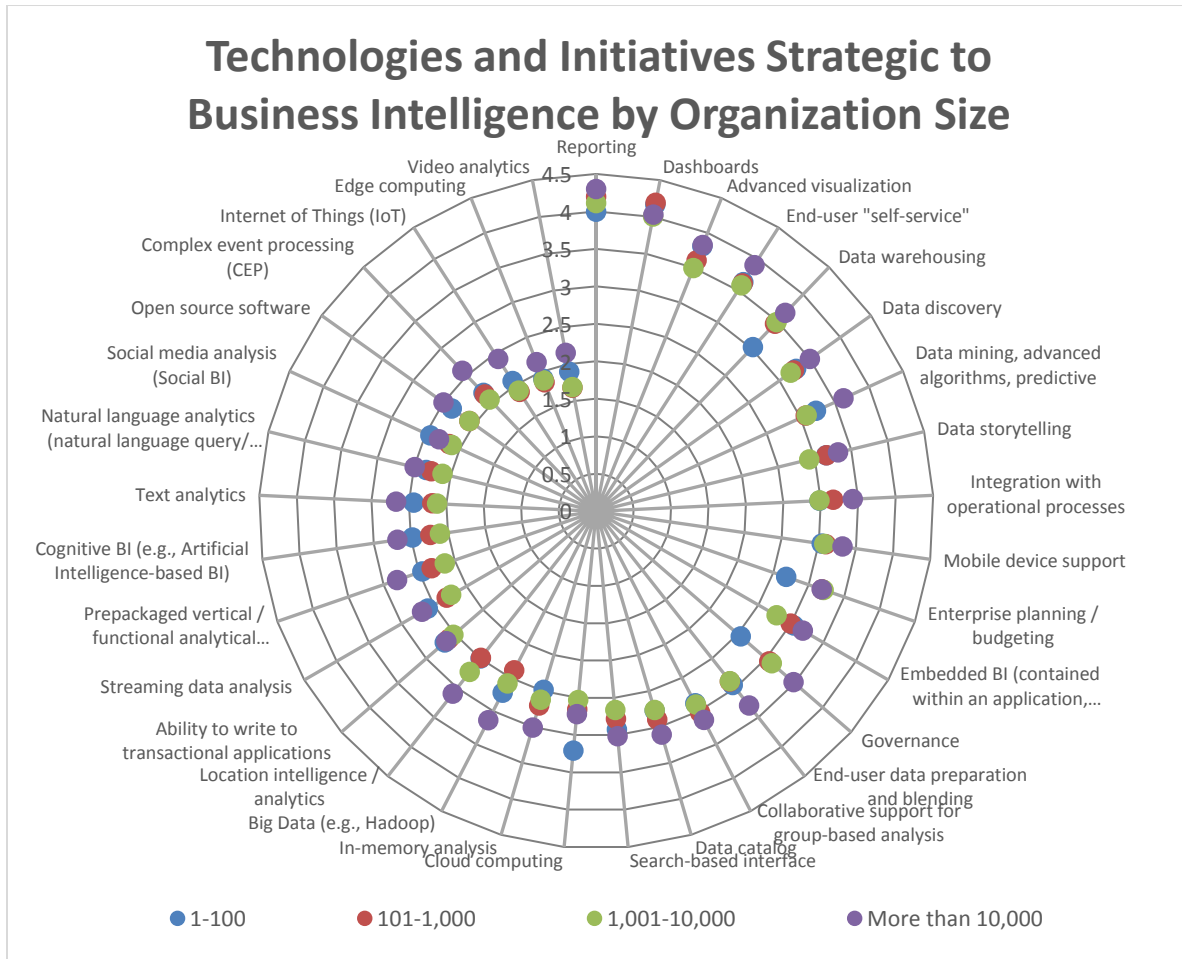 Technologies and Initiatives Strategic to
Business Intelligence by Organization Size
Reporting
Dashboards
Advanced visualization
End-user "self-service"
Data warehousing
Data discovery
Data mining, advanced
algorithms, predictive
Data storytelling
Integration with
operational processes
Mobile device support
Enterprise planning /
budgeting
Embedded BI (contained
within an application,...
Governance
End-user data preparation
and blending
Collaborative support for
group-based analysis
Data catalog
Search-based interface
Cloud computing
In-memory analysis
Big Data (e.g., Hadoop)
Location intelligence /
analytics
Ability to write to
transactional applications
Streaming data analysis
Prepackaged vertical /
functional analytical...
Cognitive BI (e.g., Artificial
Intelligence-based BI)
Text analytics
Natural language analytics
(natural language query/...
Social media analysis
(Social BI)
Open source software
Complex event processing
(CEP)
Internet of Things (IoT)
Edge computing
Video analytics
4.5
4
3.5
3
2.5
2
1.5
1
0.5
0
1-100
101-1,000
1,001-10,000
More than 10,000